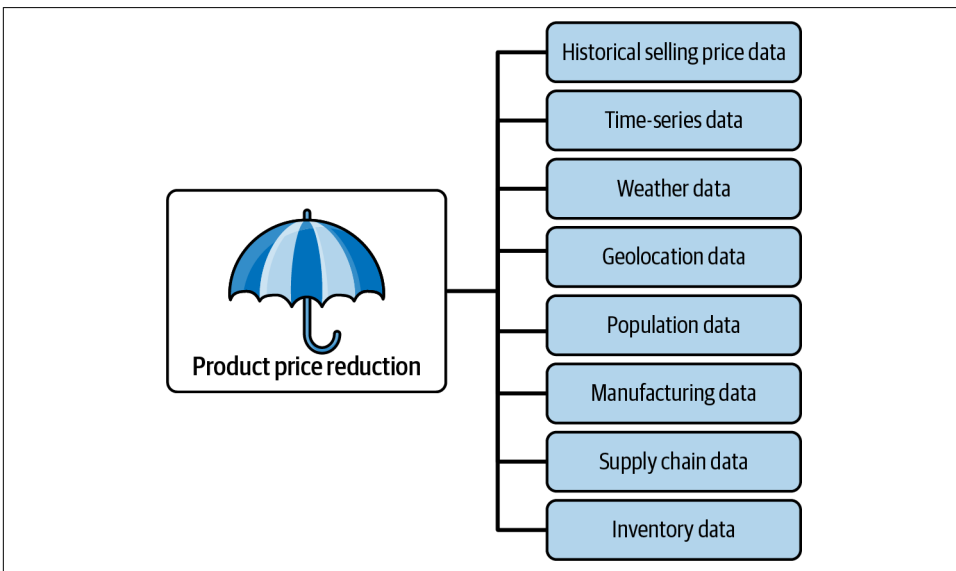 Product price reduction
Historical selling price data
Time-series data
Weather data
Geolocation data
Population data
Manufacturing data
Supply chain data
Inventory data